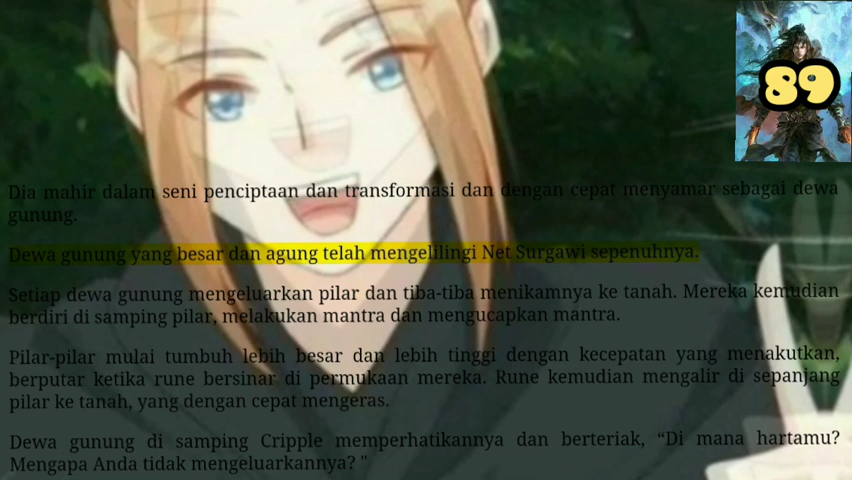 89
Dia mahir dalam seni penciptaan dan transformasi dan dengan cepat menyamar sebagai dewa
gunung.
Dewa gunung yang besar dan agung telah mengelilingi Net Surgawi sepenuhnya.
Setiap dewa gunung mengeluarkan pilar dan tiba-tiba menikamnya ke tanah. Mereka kemudian
berdiri di samping pilar, melakukan mantra dan mengucapkan mantra.
Pilar-pilar mulai tumbuh lebih besar dan lebih tinggi dengan kecepatan yang menakutkan,
berputar ketika rune bersinar di permukaan mereka. Rune kemudian mengalir di sepanjang
pilar ke tanah, yang dengan cepat mengeras.
Dewa gunung di samping Cripple memperhatikannya dan berteriak, “Di mana hartamu?
Mengapa Anda tidak mengeluarkannya? "